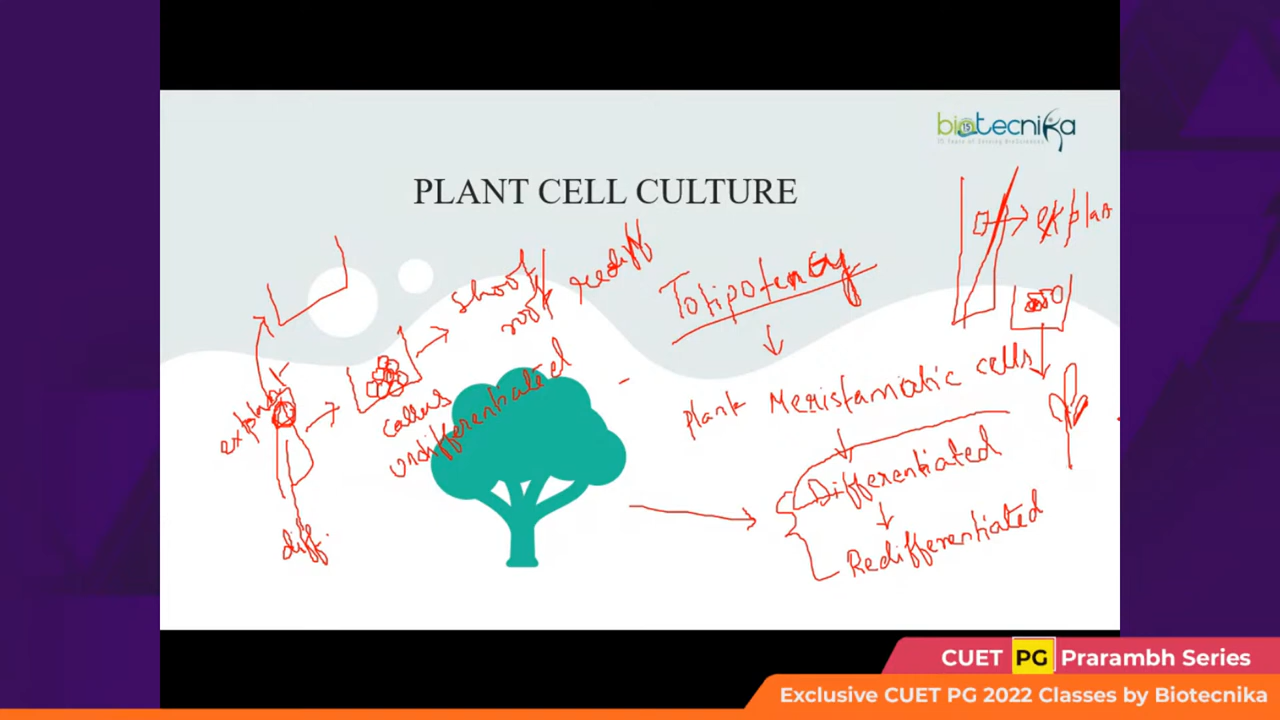 biotecnika
PLANT CELL CULTURE
explan
shoot/
root
rediff
Totipotency
callus
undifferentiated
Plant Meristamatic cells
Differentiated
Redifferentiated
diff.
CUET PG Prarambh Series
Exclusive CUET PG 2022 Classes by Biotecnika